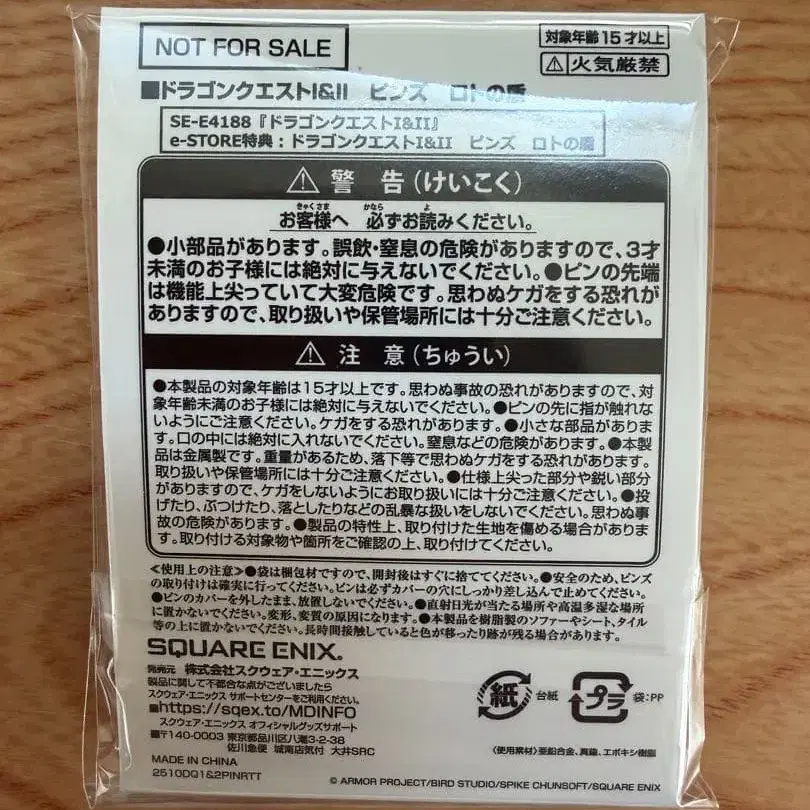 NOT FOR SALE
対象年齢15才以上
⚠火気厳禁
■ドラゴンクエストI&II ピンズ ロトの盾
SE-E4188『ドラゴンクエストI&II』
e-STORE特典：ドラゴンクエストI&II ピンズ ロトの盾
⚠警 告(けいこく)
お客様へ 必ずお読みください。
きゃくさま かなら よ
●小部品があります。誤飲・窒息の危険がありますので、3才
未満のお子様には絶対に与えないでください。●ピンの先端
は機能上尖っていて大変危険です。思わぬケガをする恐れが
ありますので、取り扱いや保管場所には十分ご注意ください。
⚠注 意(ちゅうい)
●本製品の対象年齢は15才以上です。思わぬ事故の恐れがありますので、対
象年齢未満のお子様には絶対に与えないでください。●ピンの先に指が触れな
いようにご注意ください。ケガをする恐れがあります。●小さな部品がありま
す。口の中には絶対に入れないでください。窒息などの危険があります。●本製
品は金属製です。重量があるため、落下等で思わぬケガをする恐れがあります。
取り扱いや保管場所には十分ご注意ください。●仕様上尖った部分や鋭い部分
がありますので、ケガをしないようにお取り扱いには十分ご注意ください。●投
げたり、ぶつけたり、落としたりなどの乱暴な扱いをしないでください。思わぬ事
故の危険があります。●製品の特性上、取り付けた生地を傷める場合がありま
す。取り付ける対象物や箇所をご確認の上、取り付けてください。
≪使用上の注意≫●袋は梱包材ですので、開封後はすぐに捨ててください。●安全のため、ピンズ
の取り付けは確実に行ってください。ピンは必ずカバーの穴にしっかり差し込んで止めてください。
●ピンのカバーを外したまま、放置しないでください。●直射日光が当たる場所や高温多湿な場所
に置かないでください。変形、変質の原因になります。●本製品を樹脂製のソファーやシート、タイル
等の上に置かないでください。長時間接触していると色が移ったり跡が残る場合があります。
SQUARE ENIX.
発売元 株式会社スクウェア・エニックス
製品に関して不都合な点がございましたら
スクウェア・エニックス サポートセンターをご利用ください。
■https://sqex.to/MDINFO
スクウェア・エニックス オフィシャルグッズサポート
■〒140-0003 東京都品川区八潮3-2-38
佐川急便 城南店気付 大井SRC
MADE IN CHINA
2510DQ1&2PINRTT
紙 台紙
プラ 袋：PP
〈使用素材〉亜鉛合金、真鍮、エポキシ樹脂
© ARMOR PROJECT/BIRD STUDIO/SPIKE CHUNSOFT/SQUARE ENIX